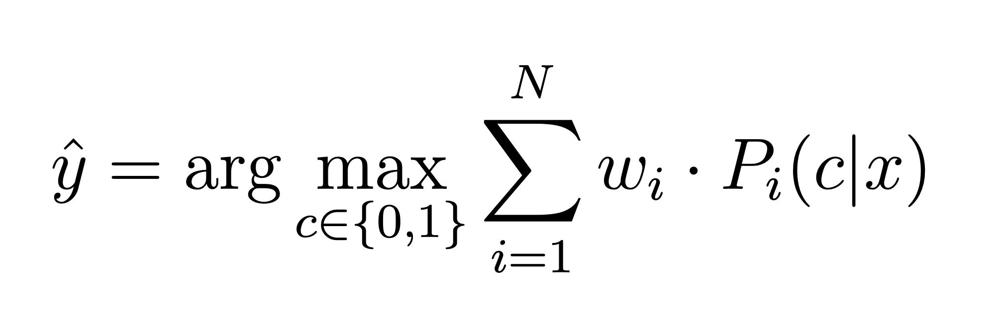 ŷ = arg max_{c∈{0,1}} ∑_{i=1}^{N} w_i · P_i(c|x)